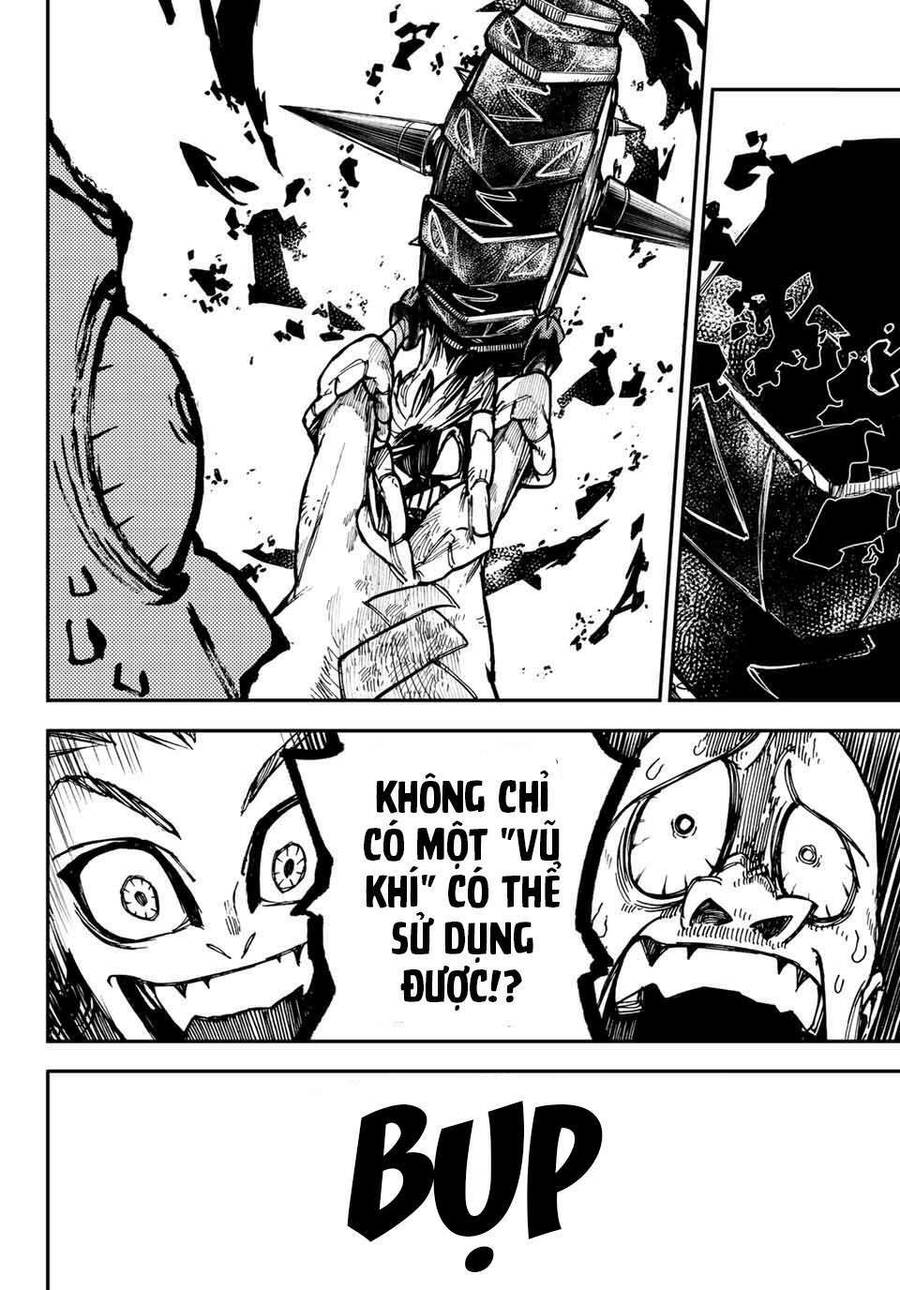 KHÔNG CHỈ
CÓ MỘT "VŨ
KHÍ" CÓ THỂ
SỬ DỤNG
ĐƯỢC!?
BỤP